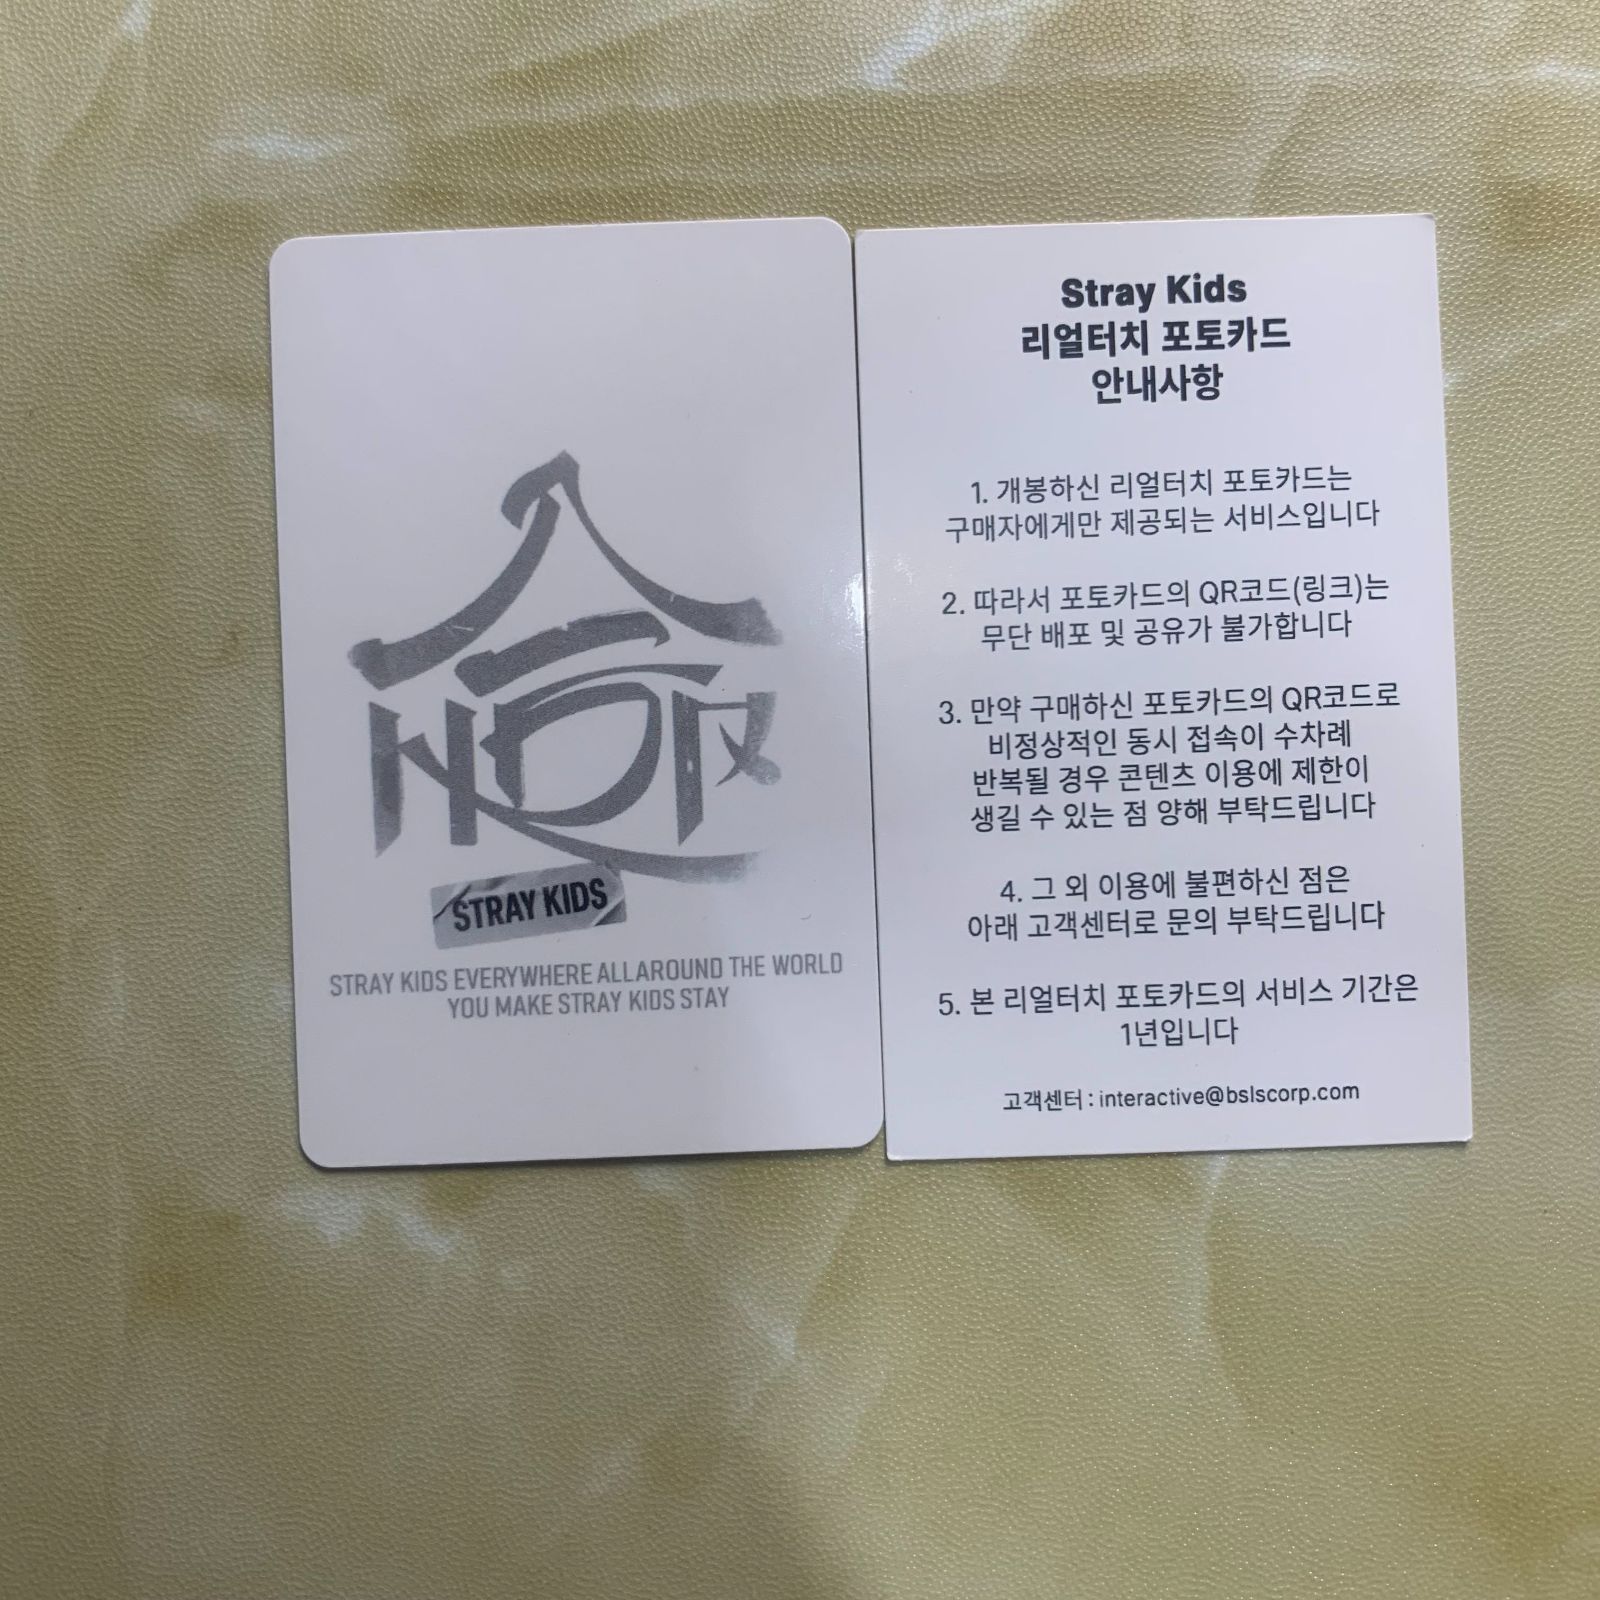 STRAY KIDS
STRAY KIDS EVERYWHERE ALL AROUND THE WORLD
YOU MAKE STRAY KIDS STAY
Stray Kids
리얼터치 포토카드
안내사항
1. 개봉하신 리얼터치 포토카드는
구매자에게만 제공되는 서비스입니다
2. 따라서 포토카드의 QR코드(링크)는
무단 배포 및 공유가 불가합니다
3. 만약 구매하신 포토카드의 QR코드로
비정상적인 동시 접속이 수차례
반복될 경우 콘텐츠 이용에 제한이
생길 수 있는 점 양해 부탁드립니다
4. 그 외 이용에 불편하신 점은
아래 고객센터로 문의 부탁드립니다
5. 본 리얼터치 포토카드의 서비스 기간은
1년입니다
고객센터 : interactive@bslscorp.com